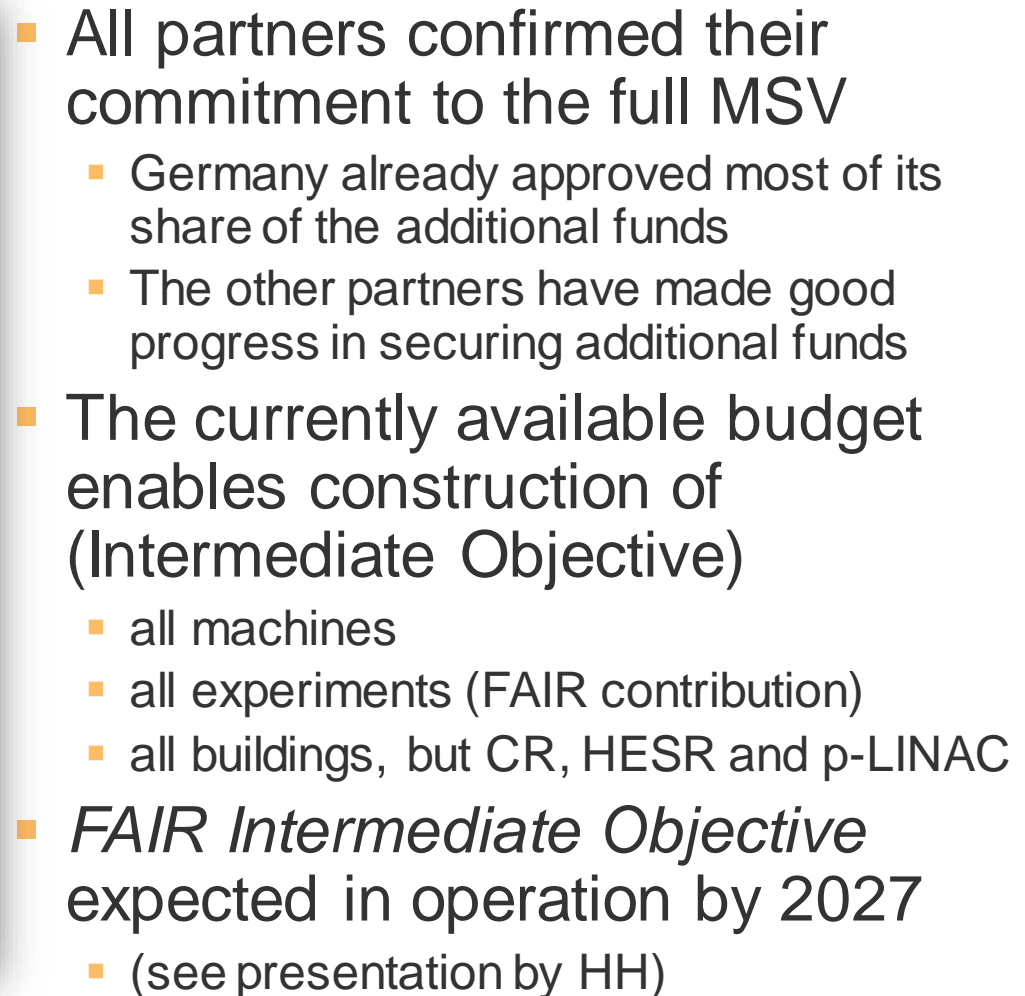 All partners confirmed their
commitment to the full MSV
Germany already approved most of its
share of the additional funds
The other partners have made good
progress in securing additional funds
The currently available budget
enables construction of
(Intermediate Objective)
all machines
all experiments (FAIR contribution)
all buildings, but CR, HESR and p-LINAC
FAIR Intermediate Objective
expected in operation by 2027
(see presentation by HH)